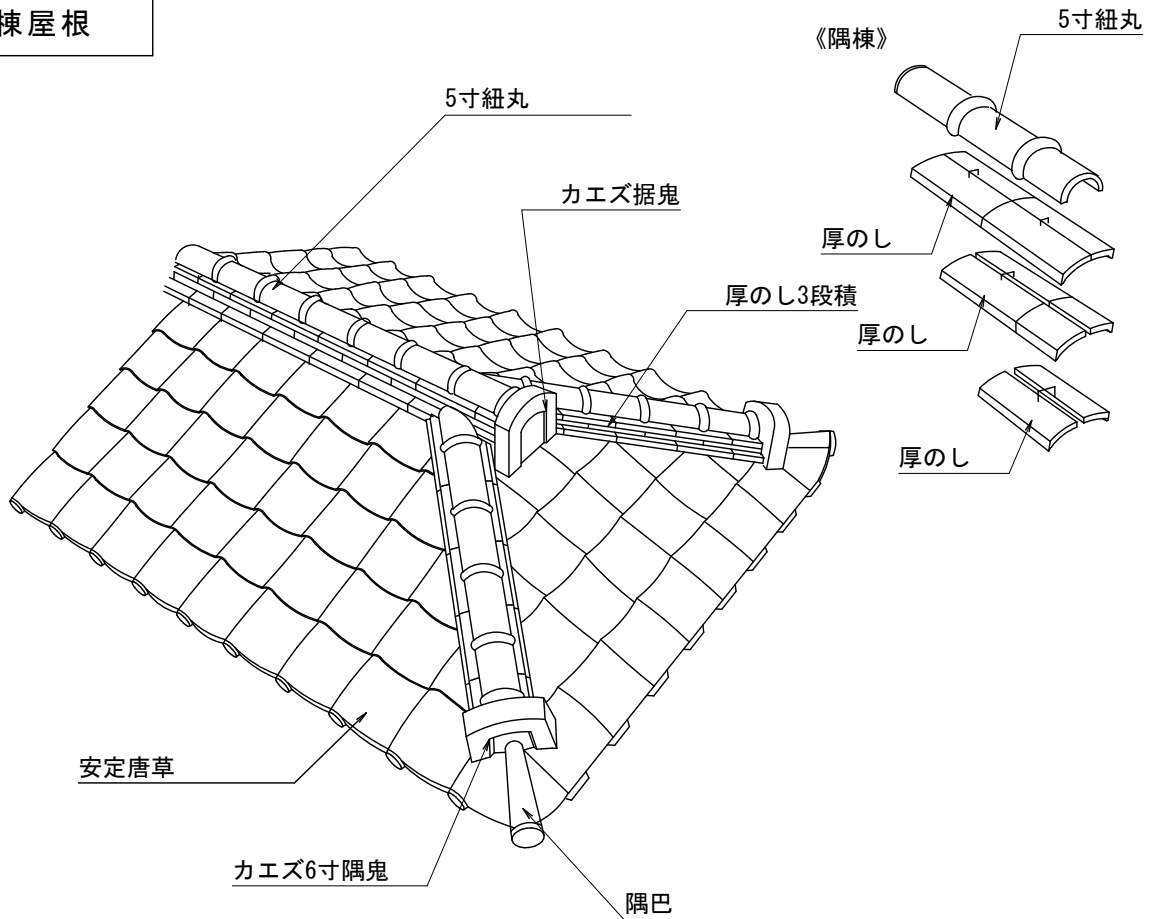 棟屋根
5寸紐丸
《隅棟》
5寸紐丸
カエズ据鬼
厚のし
厚のし3段積
厚のし
厚のし
安定唐草
カエズ6寸隅鬼
隅巴